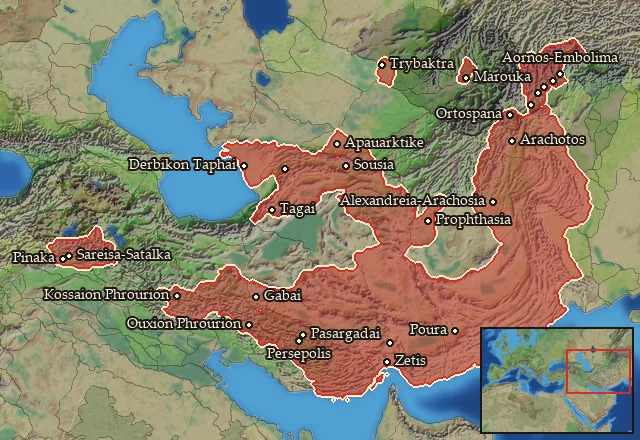 Aornos-Embolima
Trybaktra
Marouka
Ortospana
Arachotos
Apauarktike
Derbikon Taphai
Sousia
Alexandreia-Arachosia
Tagai
Prophthasia
Pinaka
Sareisa-Satalka
Kossaion Phrourion
Gabai
Ouxion Phrourion
Pasargadai
Poura
Persepolis
Zetis